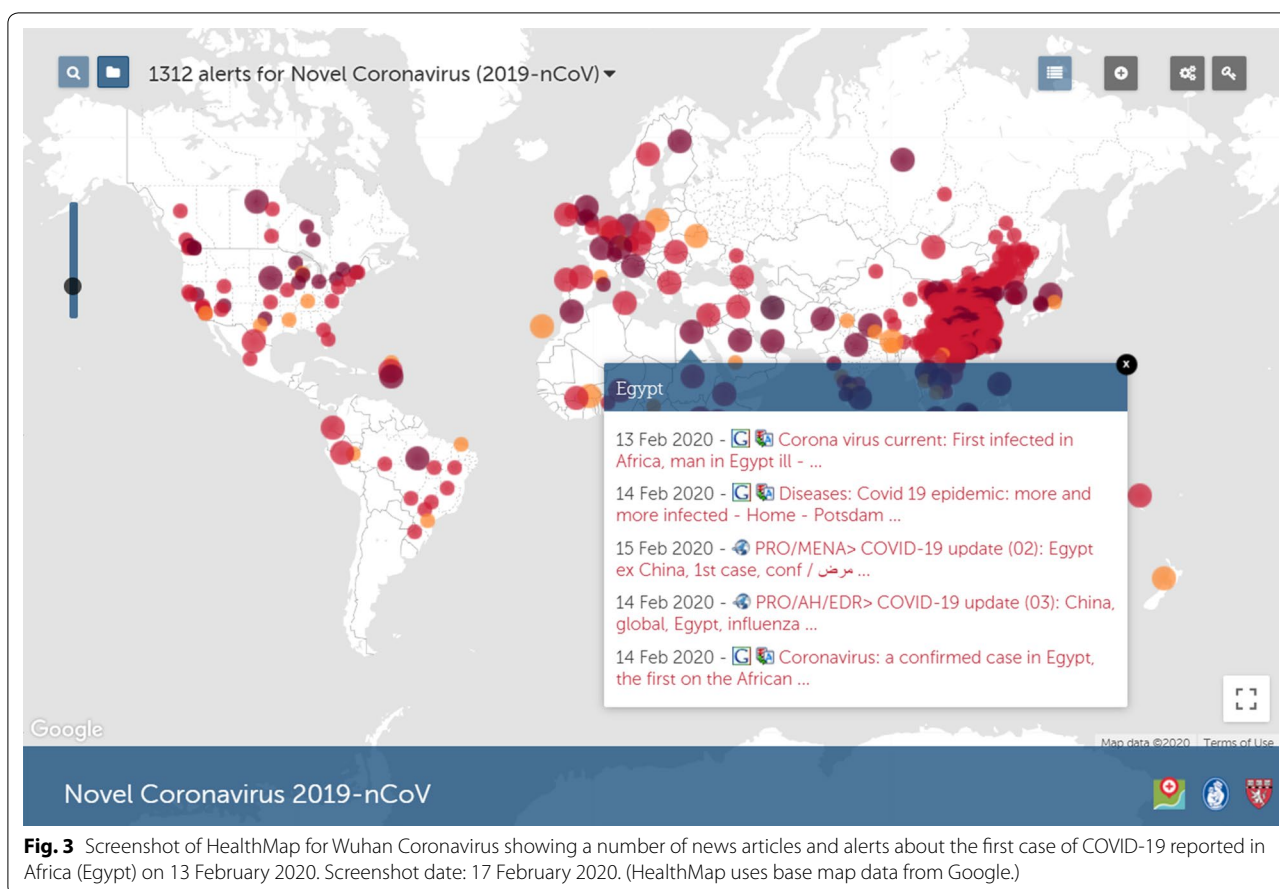 1312 alerts for Novel Coronavirus (2019-nCoV)
Egypt
x
13 Feb 2020 - G Corona virus current: First infected in
Africa, man in Egypt ill - ...
14 Feb 2020 - G Diseases: Covid 19 epidemic: more and
more infected - Home - Potsdam ...
15 Feb 2020 - PRO/MENA> COVID-19 update (02): Egypt
ex China, 1st case, conf / مرض ...
14 Feb 2020 - PRO/AH/EDR> COVID-19 update (03): China,
global, Egypt, influenza ...
14 Feb 2020 - G Coronavirus: a confirmed case in Egypt,
the first on the African ...
Google
Map data ©2020 Terms of Use
Novel Coronavirus 2019-nCoV
Fig. 3 Screenshot of HealthMap for Wuhan Coronavirus showing a number of news articles and alerts about the first case of COVID-19 reported in
Africa (Egypt) on 13 February 2020. Screenshot date: 17 February 2020. (HealthMap uses base map data from Google.)